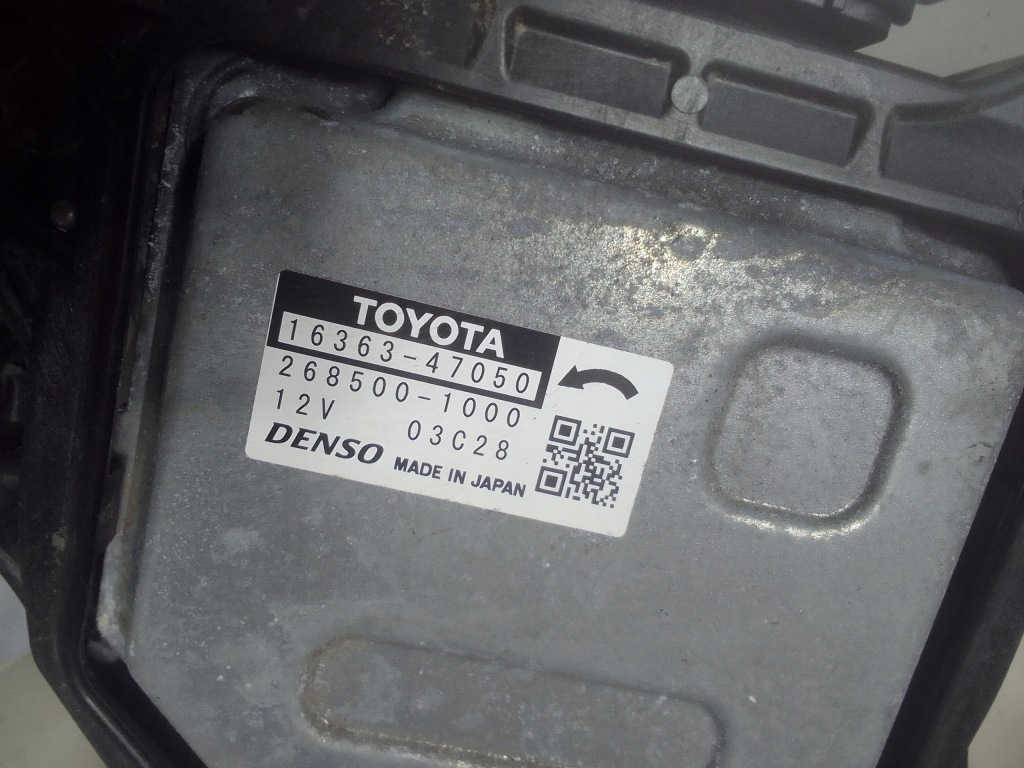 TOYOTA
16363-47050
268500-1000
12V 03C28
DENSO MADE IN JAPAN